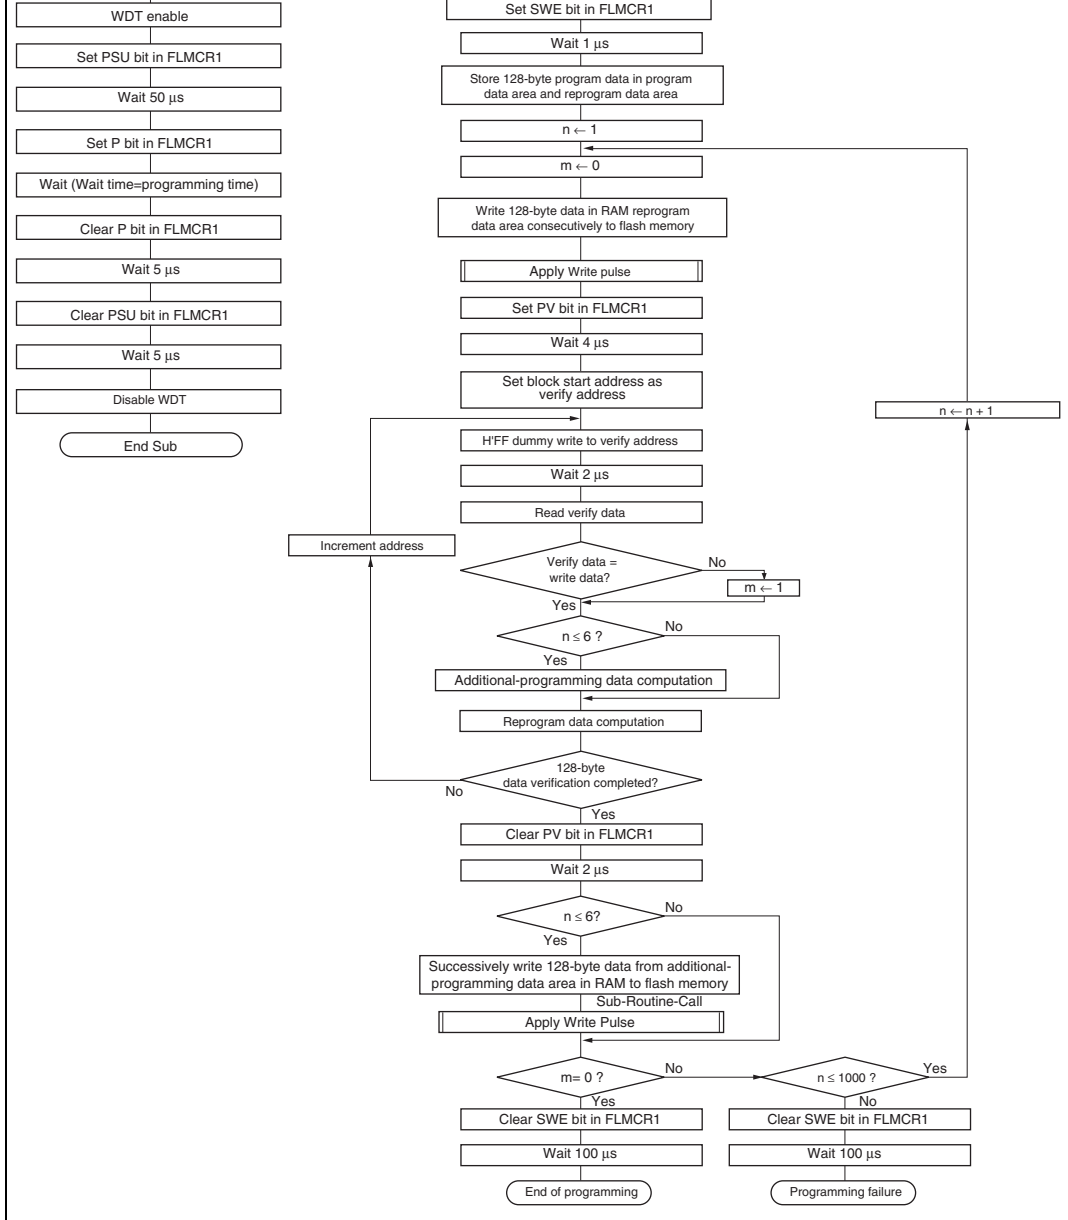 WDT enable
Set PSU bit in FLMCR1
Wait 50 μs
Set P bit in FLMCR1
Wait (Wait time=programming time)
Clear P bit in FLMCR1
Wait 5 μs
Clear PSU bit in FLMCR1
Wait 5 μs
Disable WDT
End Sub
Set SWE bit in FLMCR1
Wait 1 μs
Store 128-byte program data in program
data area and reprogram data area
n ← 1
m ← 0
Write 128-byte data in RAM reprogram
data area consecutively to flash memory
Apply Write pulse
Set PV bit in FLMCR1
Wait 4 μs
Set block start address as
verify address
n ← n + 1
H'FF dummy write to verify address
Wait 2 μs
Read verify data
Increment address
Verify data =
write data?
No
m ← 1
Yes
n ≤ 6 ?
No
Yes
Additional-programming data computation
Reprogram data computation
128-byte
data verification completed?
No
Yes
Clear PV bit in FLMCR1
Wait 2 μs
n ≤ 6?
No
Yes
Successively write 128-byte data from additional-
programming data area in RAM to flash memory
Sub-Routine-Call
Apply Write Pulse
m= 0 ?
No
n ≤ 1000 ?
Yes
Yes
No
Clear SWE bit in FLMCR1
Clear SWE bit in FLMCR1
Wait 100 μs
Wait 100 μs
End of programming
Programming failure